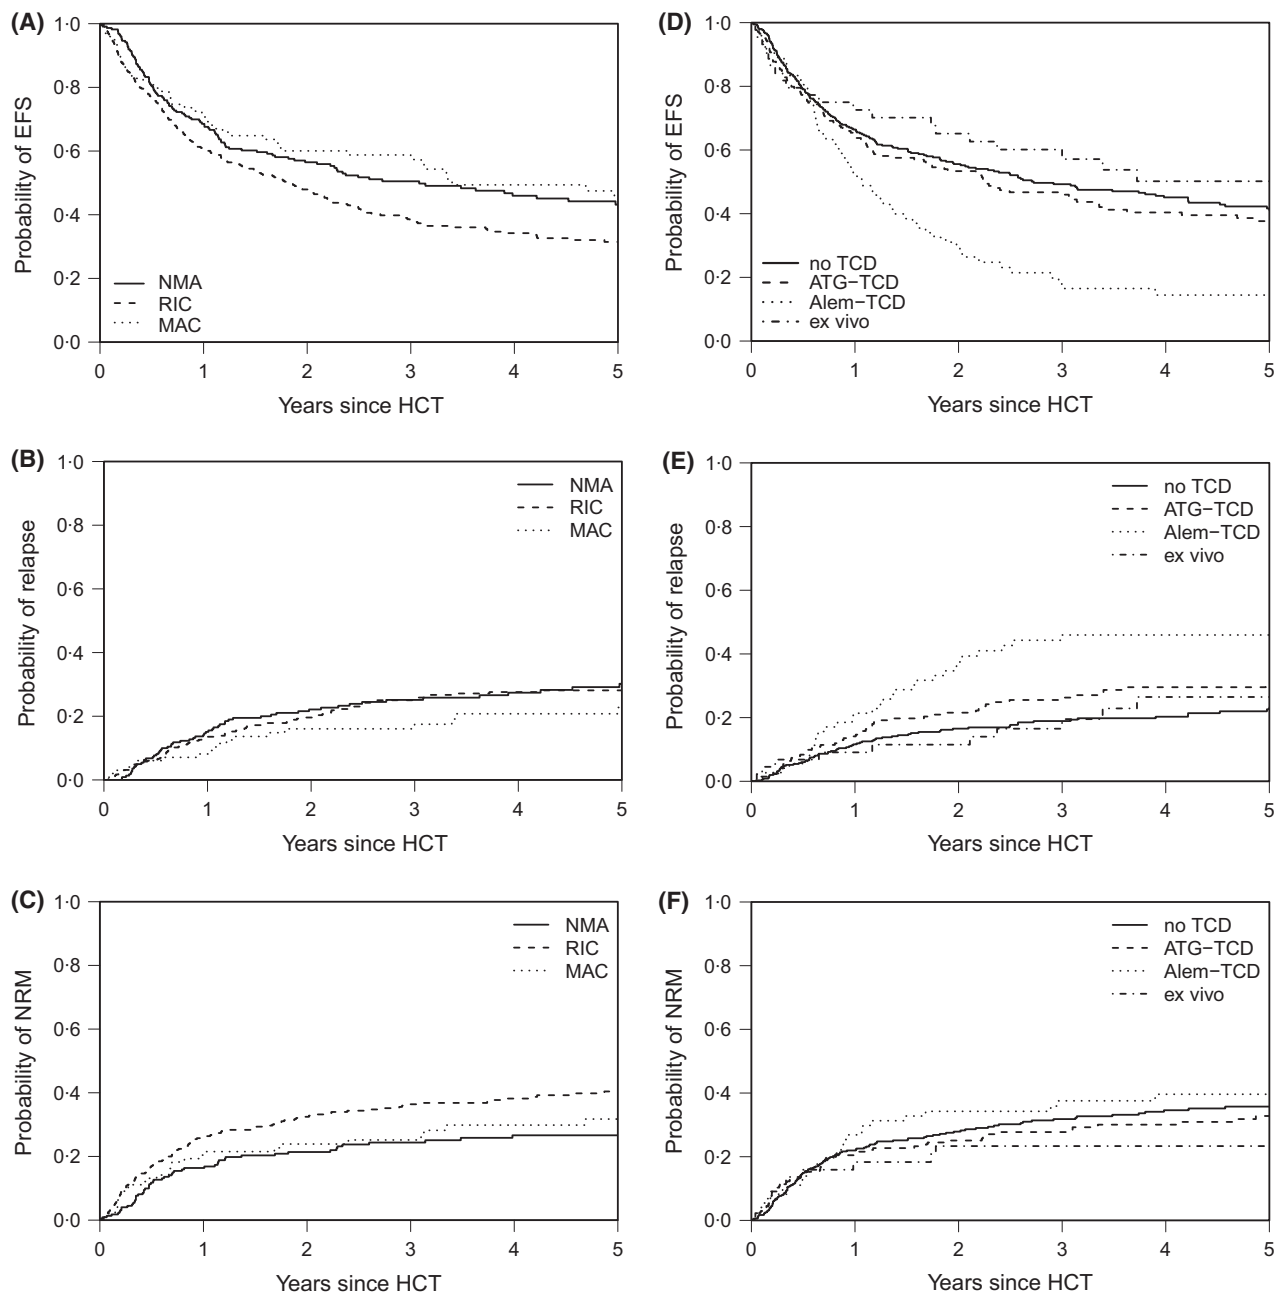 (A)
Probability of EFS
1·0
0·8
0·6
0·4
0·2
0·0
NMA
RIC
MAC
0 1 2 3 4 5
Years since HCT
(D)
Probability of EFS
1·0
0·8
0·6
0·4
0·2
0·0
no TCD
ATG−TCD
Alem−TCD
ex vivo
0 1 2 3 4 5
Years since HCT
(B)
Probability of relapse
1·0
0·8
0·6
0·4
0·2
0·0
NMA
RIC
MAC
0 1 2 3 4 5
Years since HCT
(E)
Probability of relapse
1·0
0·8
0·6
0·4
0·2
0·0
no TCD
ATG−TCD
Alem−TCD
ex vivo
0 1 2 3 4 5
Years since HCT
(C)
Probability of NRM
1·0
0·8
0·6
0·4
0·2
0·0
NMA
RIC
MAC
0 1 2 3 4 5
Years since HCT
(F)
Probability of NRM
1·0
0·8
0·6
0·4
0·2
0·0
no TCD
ATG−TCD
Alem−TCD
ex vivo
0 1 2 3 4 5
Years since HCT